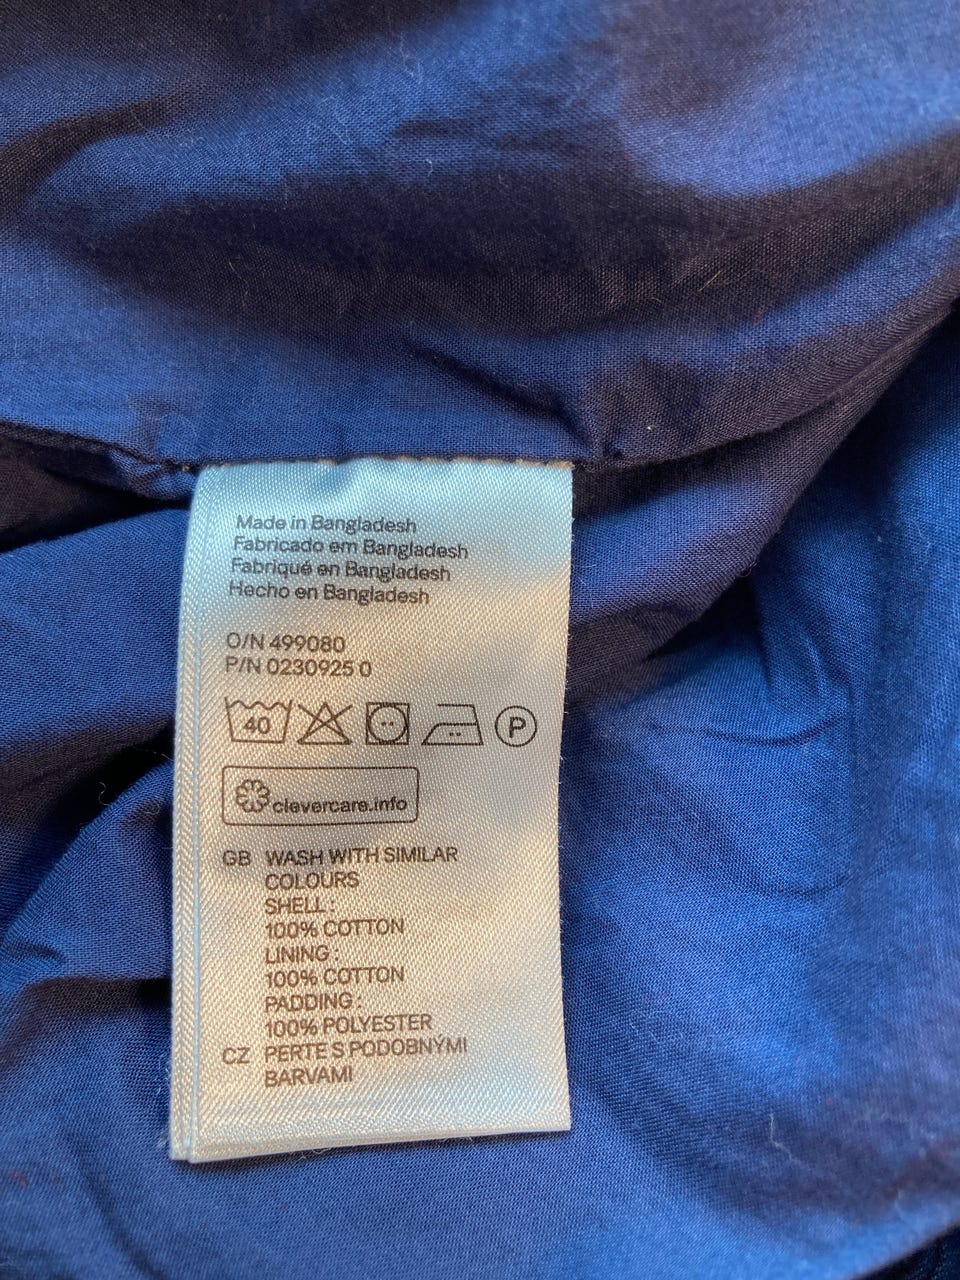 Made in Bangladesh
Fabricado em Bangladesh
Fabriqué en Bangladesh
Hecho en Bangladesh
O/N 499080
P/N 0230925 0
40 P
clevercare.info
GB WASH WITH SIMILAR
COLOURS
SHELL :
100% COTTON
LINING :
100% COTTON
PADDING :
100% POLYESTER
CZ PERTE S PODOBNÝMI
BARVAMI